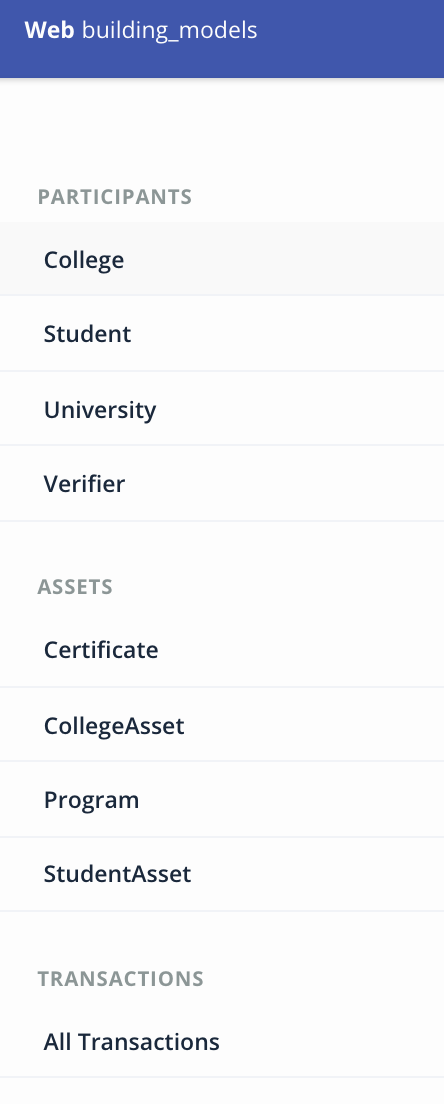 Web building_models
PARTICIPANTS
College
Student
University
Verifier
ASSETS
Certificate
CollegeAsset
Program
StudentAsset
TRANSACTIONS
All Transactions